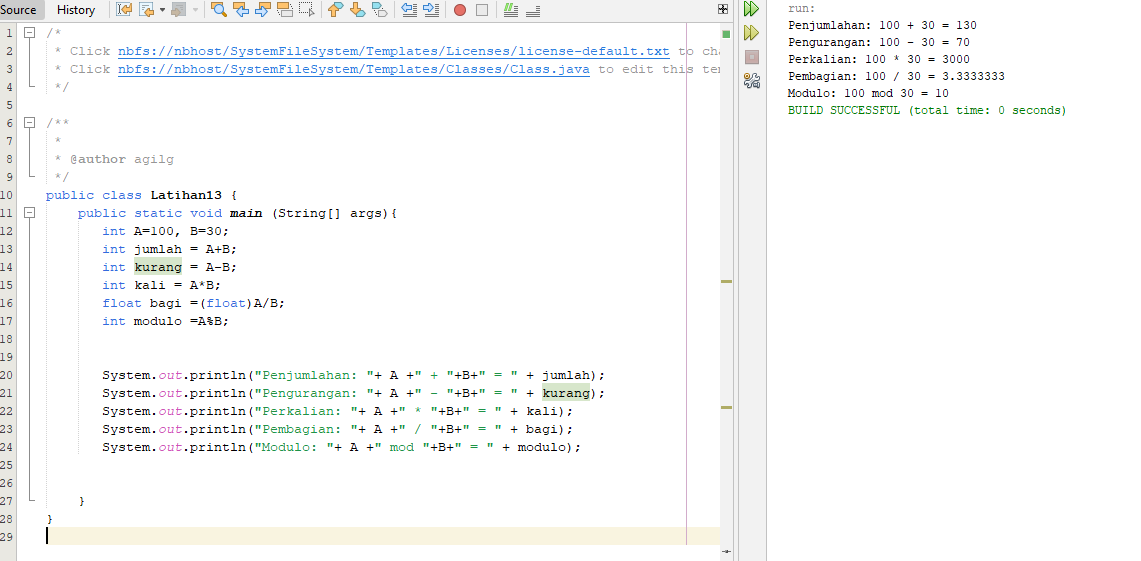 Source History
1 /*
2 * Click nbfs://nbhost/SystemFileSystem/Templates/Licenses/license-default.txt to
3 * Click nbfs://nbhost/SystemFileSystem/Templates/Classes/Class.java to edit this
4 */
5
6 /**
7 *
8 * @author agilg
9 */
10 public class Latihan13 {
11 public static void main (String[] args){
12 int A=100, B=30;
13 int jumlah = A+B;
14 int kurang = A-B;
15 int kali = A*B;
16 float bagi =(float)A/B;
17 int modulo =A%B;
18
19
20 System.out.println("Penjumlahan: "+ A +" + "+B+" = " + jumlah);
21 System.out.println("Pengurangan: "+ A +" - "+B+" = " + kurang);
22 System.out.println("Perkalian: "+ A +" * "+B+" = " + kali);
23 System.out.println("Pembagian: "+ A +" / "+B+" = " + bagi);
24 System.out.println("Modulo: "+ A +" mod "+B+" = " + modulo);
25
26
27 }
28 }
29
run:
Penjumlahan: 100 + 30 = 130
Pengurangan: 100 - 30 = 70
Perkalian: 100 * 30 = 3000
Pembagian: 100 / 30 = 3.3333333
Modulo: 100 mod 30 = 10
BUILD SUCCESSFUL (total time: 0 seconds)